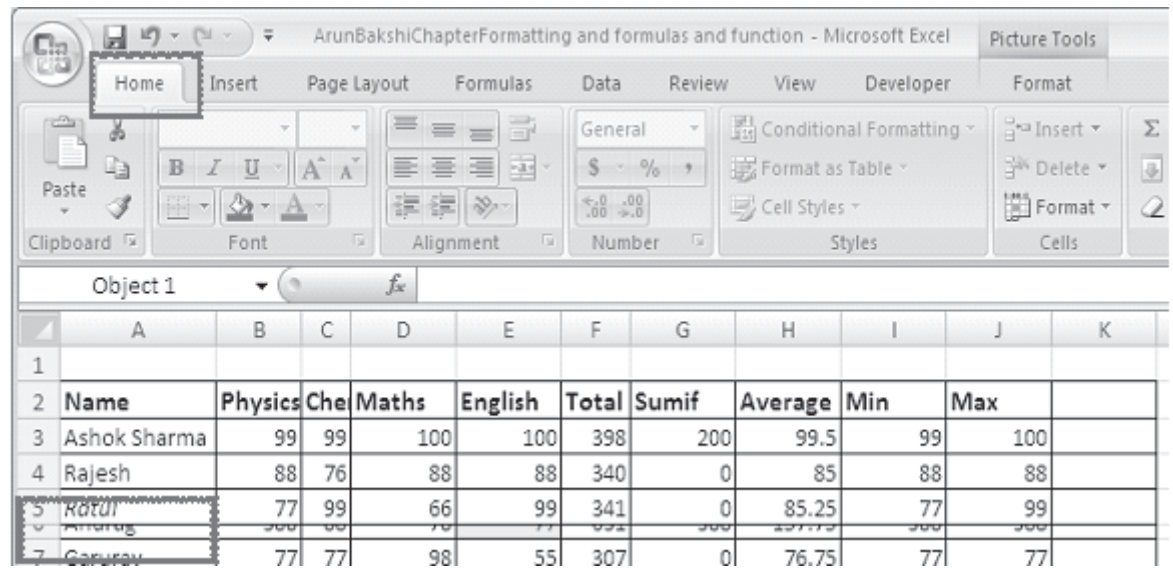 ArunBakshiChapterFormatting and formulas and function - Microsoft Excel Picture Tools
Home Insert Page Layout Formulas Data Review View Developer Format
Paste
B I U A A
General
$ % ,
Conditional Formatting
Format as Table
Cell Styles
Insert
Delete
Format
Σ
Clipboard Font Alignment Number Styles Cells
Object 1 fx
A B C D E F G H I J K
1
2 Name Physics Che Maths English Total Sumif Average Min Max
3 Ashok Sharma 99 99 100 100 398 200 99.5 99 100
4 Rajesh 88 76 88 88 340 0 85 88 88
5 Ratul 77 99 66 99 341 0 85.25 77 99
6 Anurag
7 77 77 98 55 307 0 76.75 77 77